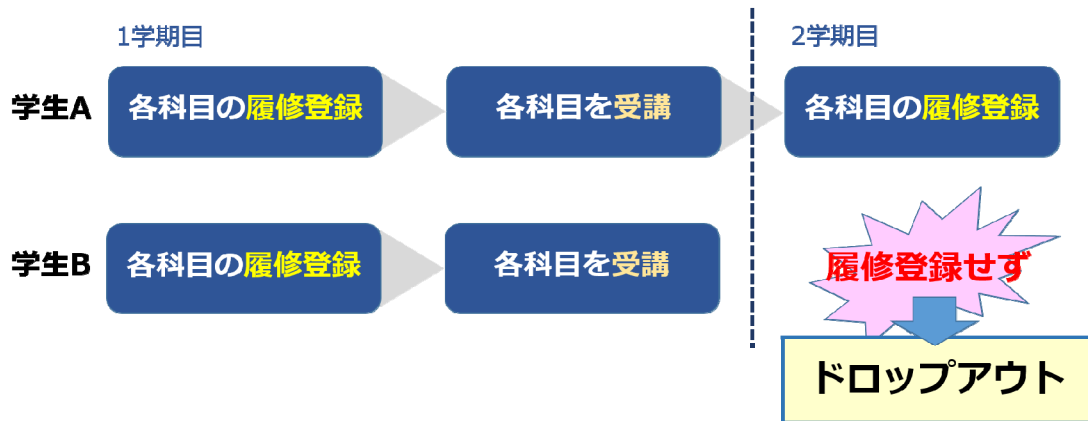 1学期目
2学期目
学生A
各科目の履修登録
各科目を受講
各科目の履修登録
学生B
各科目の履修登録
各科目を受講
履修登録せず
ドロップアウト